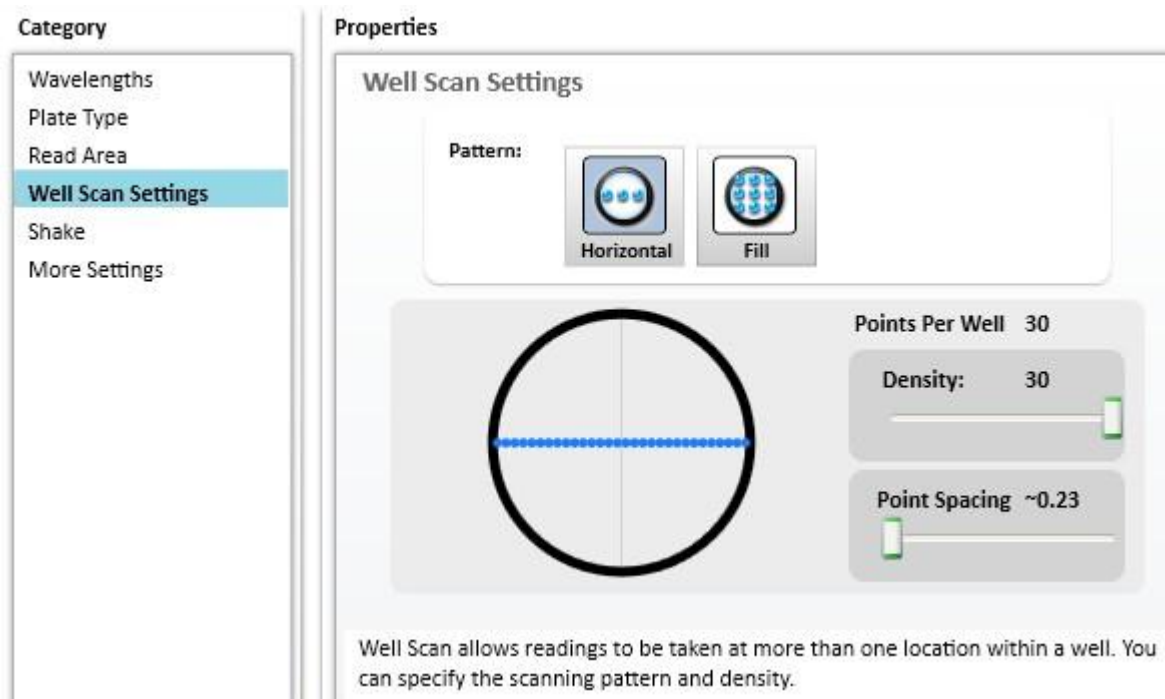 Category
Wavelengths
Plate Type
Read Area
Well Scan Settings
Shake
More Settings
Properties
Well Scan Settings
Pattern:
Horizontal
Fill
Points Per Well 30
Density: 30
Point Spacing ~0.23
Well Scan allows readings to be taken at more than one location within a well. You
can specify the scanning pattern and density.